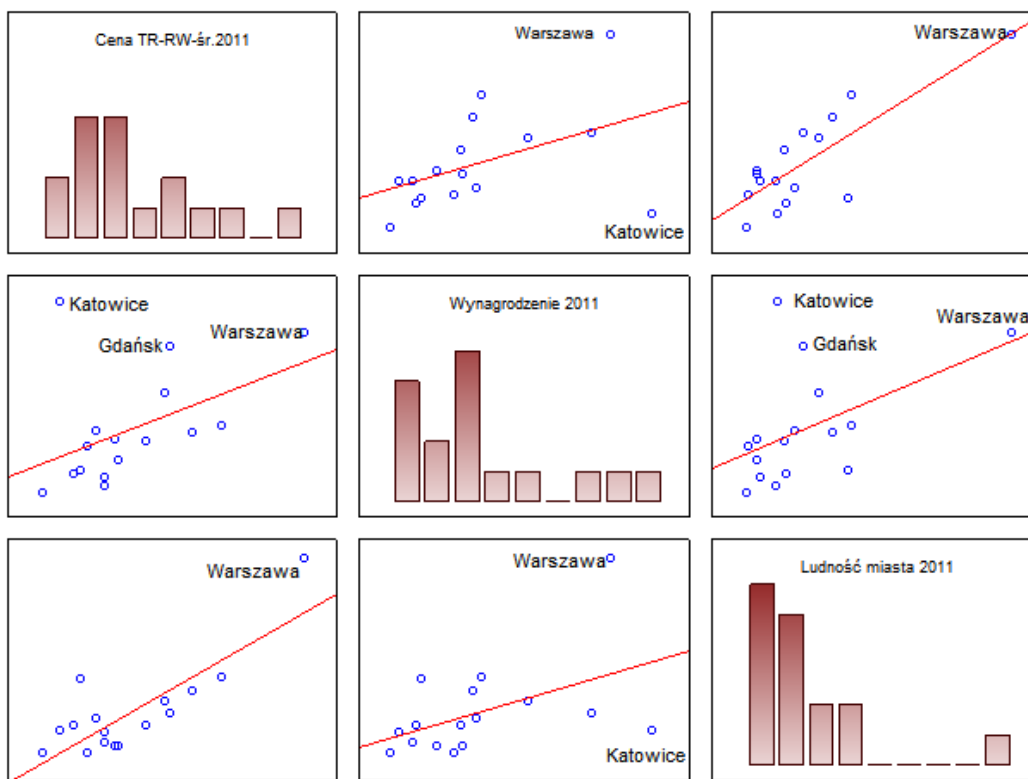 Cena TR-RW-śr.2011
Warszawa
Katowice
Warszawa
Katowice
Gdańsk
Warszawa
Wynagrodzenie 2011
Katowice
Gdańsk
Warszawa
Warszawa
Warszawa
Katowice
Ludność miasta 2011